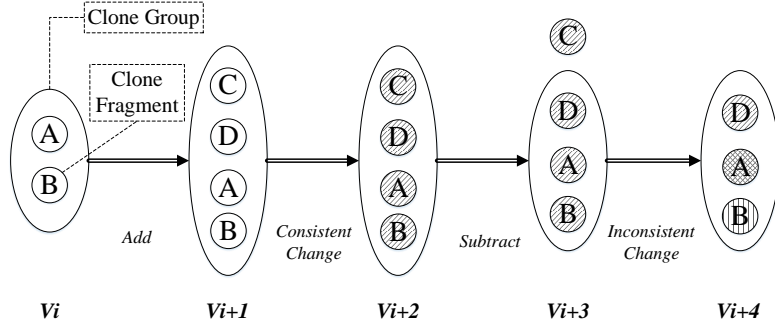 Clone Group
Clone
Fragment
A
B
Add
C
D
A
B
Consistent
Change
C
D
A
B
Subtract
C
D
A
B
Inconsistent
Change
D
A
B
Vi
Vi+1
Vi+2
Vi+3
Vi+4